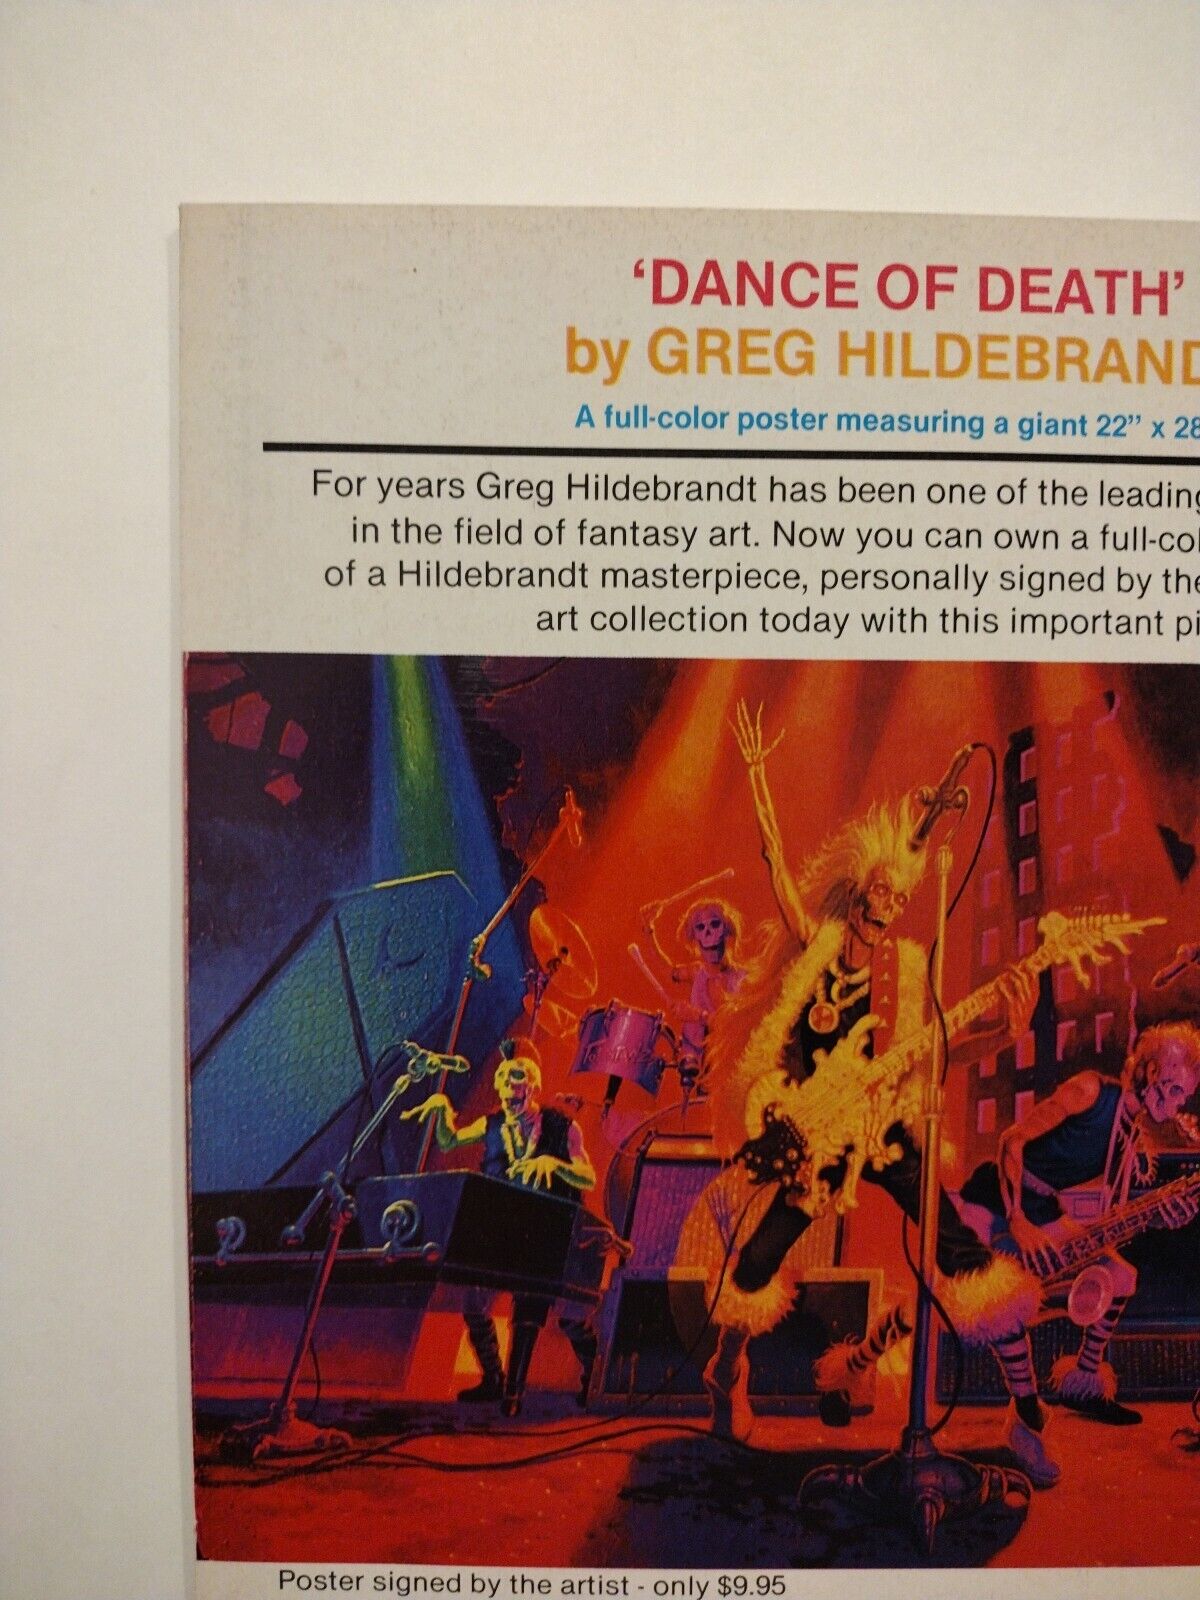 ‘DANCE OF DEATH’
by GREG HILDEBRAND
A full-color poster measuring a giant 22” x 28
For years Greg Hildebrandt has been one of the leading
in the field of fantasy art. Now you can own a full-col
of a Hildebrandt masterpiece, personally signed by the
art collection today with this important pi
Poster signed by the artist - only $9.95